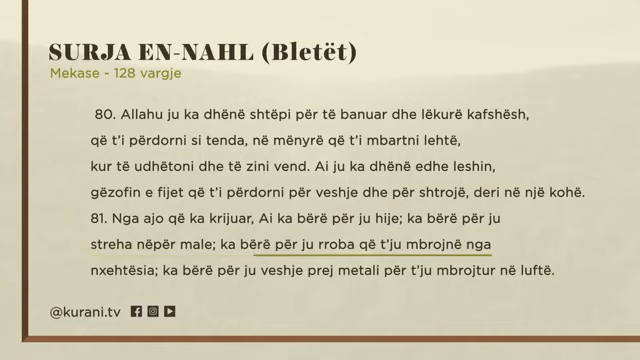 SURJA EN-NAHL (Bletët)
Mekase - 128 vargje
80. Allahu ju ka dhënë shtëpi për të banuar dhe lëkurë kafshësh,
që t'i përdorni si tenda, në mënyrë që t'i mbartni lehtë,
kur të udhëtoni dhe të zini vend. Ai ju ka dhënë edhe leshin,
gëzofin e fijet që t'i përdorni për veshje dhe për shtrojë, deri në një kohë.
81. Nga ajo që ka krijuar, Ai ka bërë për ju hije; ka bërë për ju
streha nëpër male; ka bërë për ju rroba që t'ju mbrojnë nga
nxehtësia; ka bërë për ju veshje prej metali për t'ju mbrojtur në luftë.
@kurani.tv